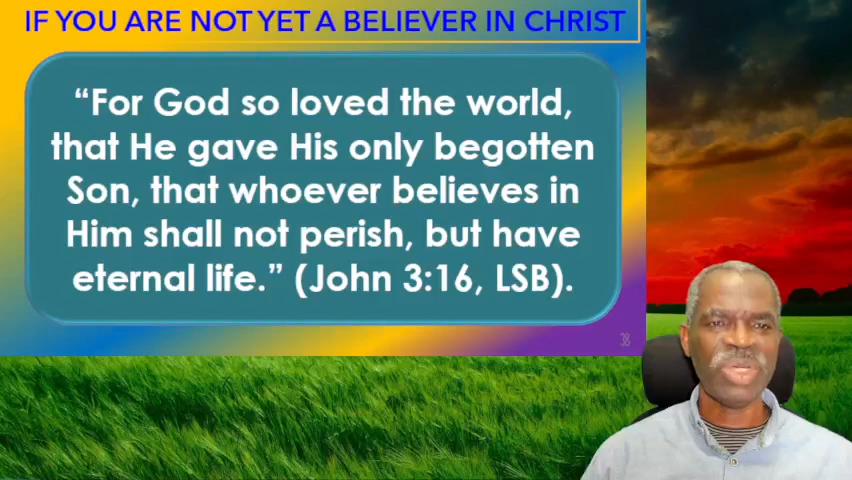 IF YOU ARE NOT YET A BELIEVER IN CHRIST
“For God so loved the world,
that He gave His only begotten
Son, that whoever believes in
Him shall not perish, but have
eternal life.” (John 3:16, LSB).
38